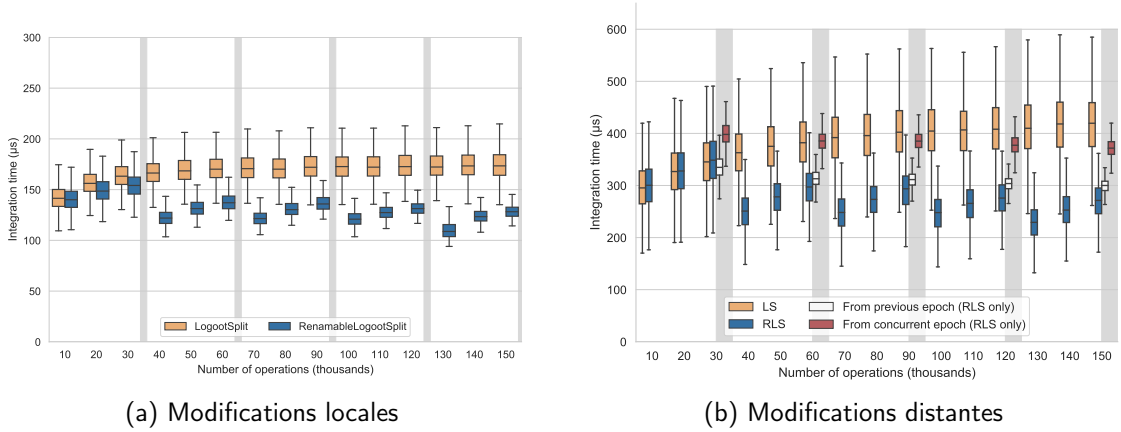 300
250
200
150
100
50
0
Integration time (µs)
LogootSplit
RenamableLogootSplit
10 20 30 40 50 60 70 80 90 100 110 120 130 140 150
Number of operations (thousands)
(a) Modifications locales
600
500
400
300
200
100
0
Integration time (µs)
LS
RLS
From previous epoch (RLS only)
From concurrent epoch (RLS only)
10 20 30 40 50 60 70 80 90 100 110 120 130 140 150
Number of operations (thousands)
(b) Modifications distantes